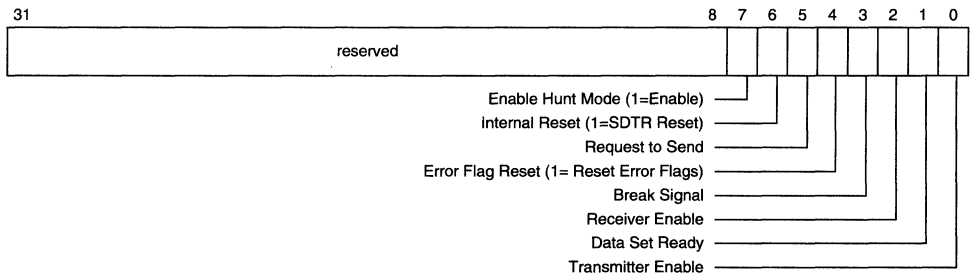 31 8 7 6 5 4 3 2 1 0
reserved
Enable Hunt Mode (1=Enable)
Internal Reset (1=SDTR Reset)
Request to Send
Error Flag Reset (1= Reset Error Flags)
Break Signal
Receiver Enable
Data Set Ready
Transmitter Enable